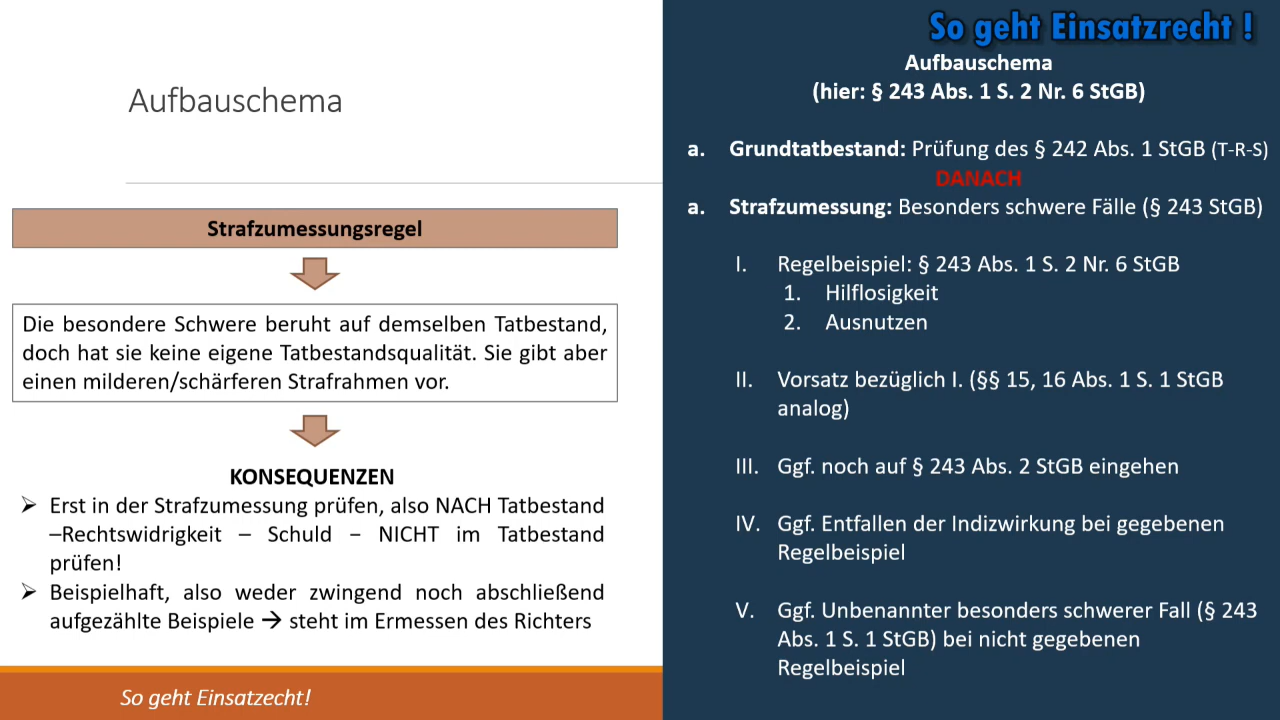 Aufbauschema
Strafzumessungsregel
Die besondere Schwere beruht auf demselben Tatbestand,
doch hat sie keine eigene Tatbestandsqualität. Sie gibt aber
einen milderen/schärferen Strafrahmen vor.
KONSEQUENZEN
➢ Erst in der Strafzumessung prüfen, also NACH Tatbestand
–Rechtswidrigkeit – Schuld – NICHT im Tatbestand
prüfen!
➢ Beispielhaft, also weder zwingend noch abschließend
aufgezählte Beispiele → steht im Ermessen des Richters
So geht Einsatzecht!
So geht Einsatzrecht !
Aufbauschema
(hier: § 243 Abs. 1 S. 2 Nr. 6 StGB)
a. Grundtatbestand: Prüfung des § 242 Abs. 1 StGB (T-R-S)
DANACH
a. Strafzumessung: Besonders schwere Fälle (§ 243 StGB)
I. Regelbeispiel: § 243 Abs. 1 S. 2 Nr. 6 StGB
1. Hilflosigkeit
2. Ausnutzen
II. Vorsatz bezüglich I. (§§ 15, 16 Abs. 1 S. 1 StGB
analog)
III. Ggf. noch auf § 243 Abs. 2 StGB eingehen
IV. Ggf. Entfallen der Indizwirkung bei gegebenen
Regelbeispiel
V. Ggf. Unbenannter besonders schwerer Fall (§ 243
Abs. 1 S. 1 StGB) bei nicht gegebenen
Regelbeispiel